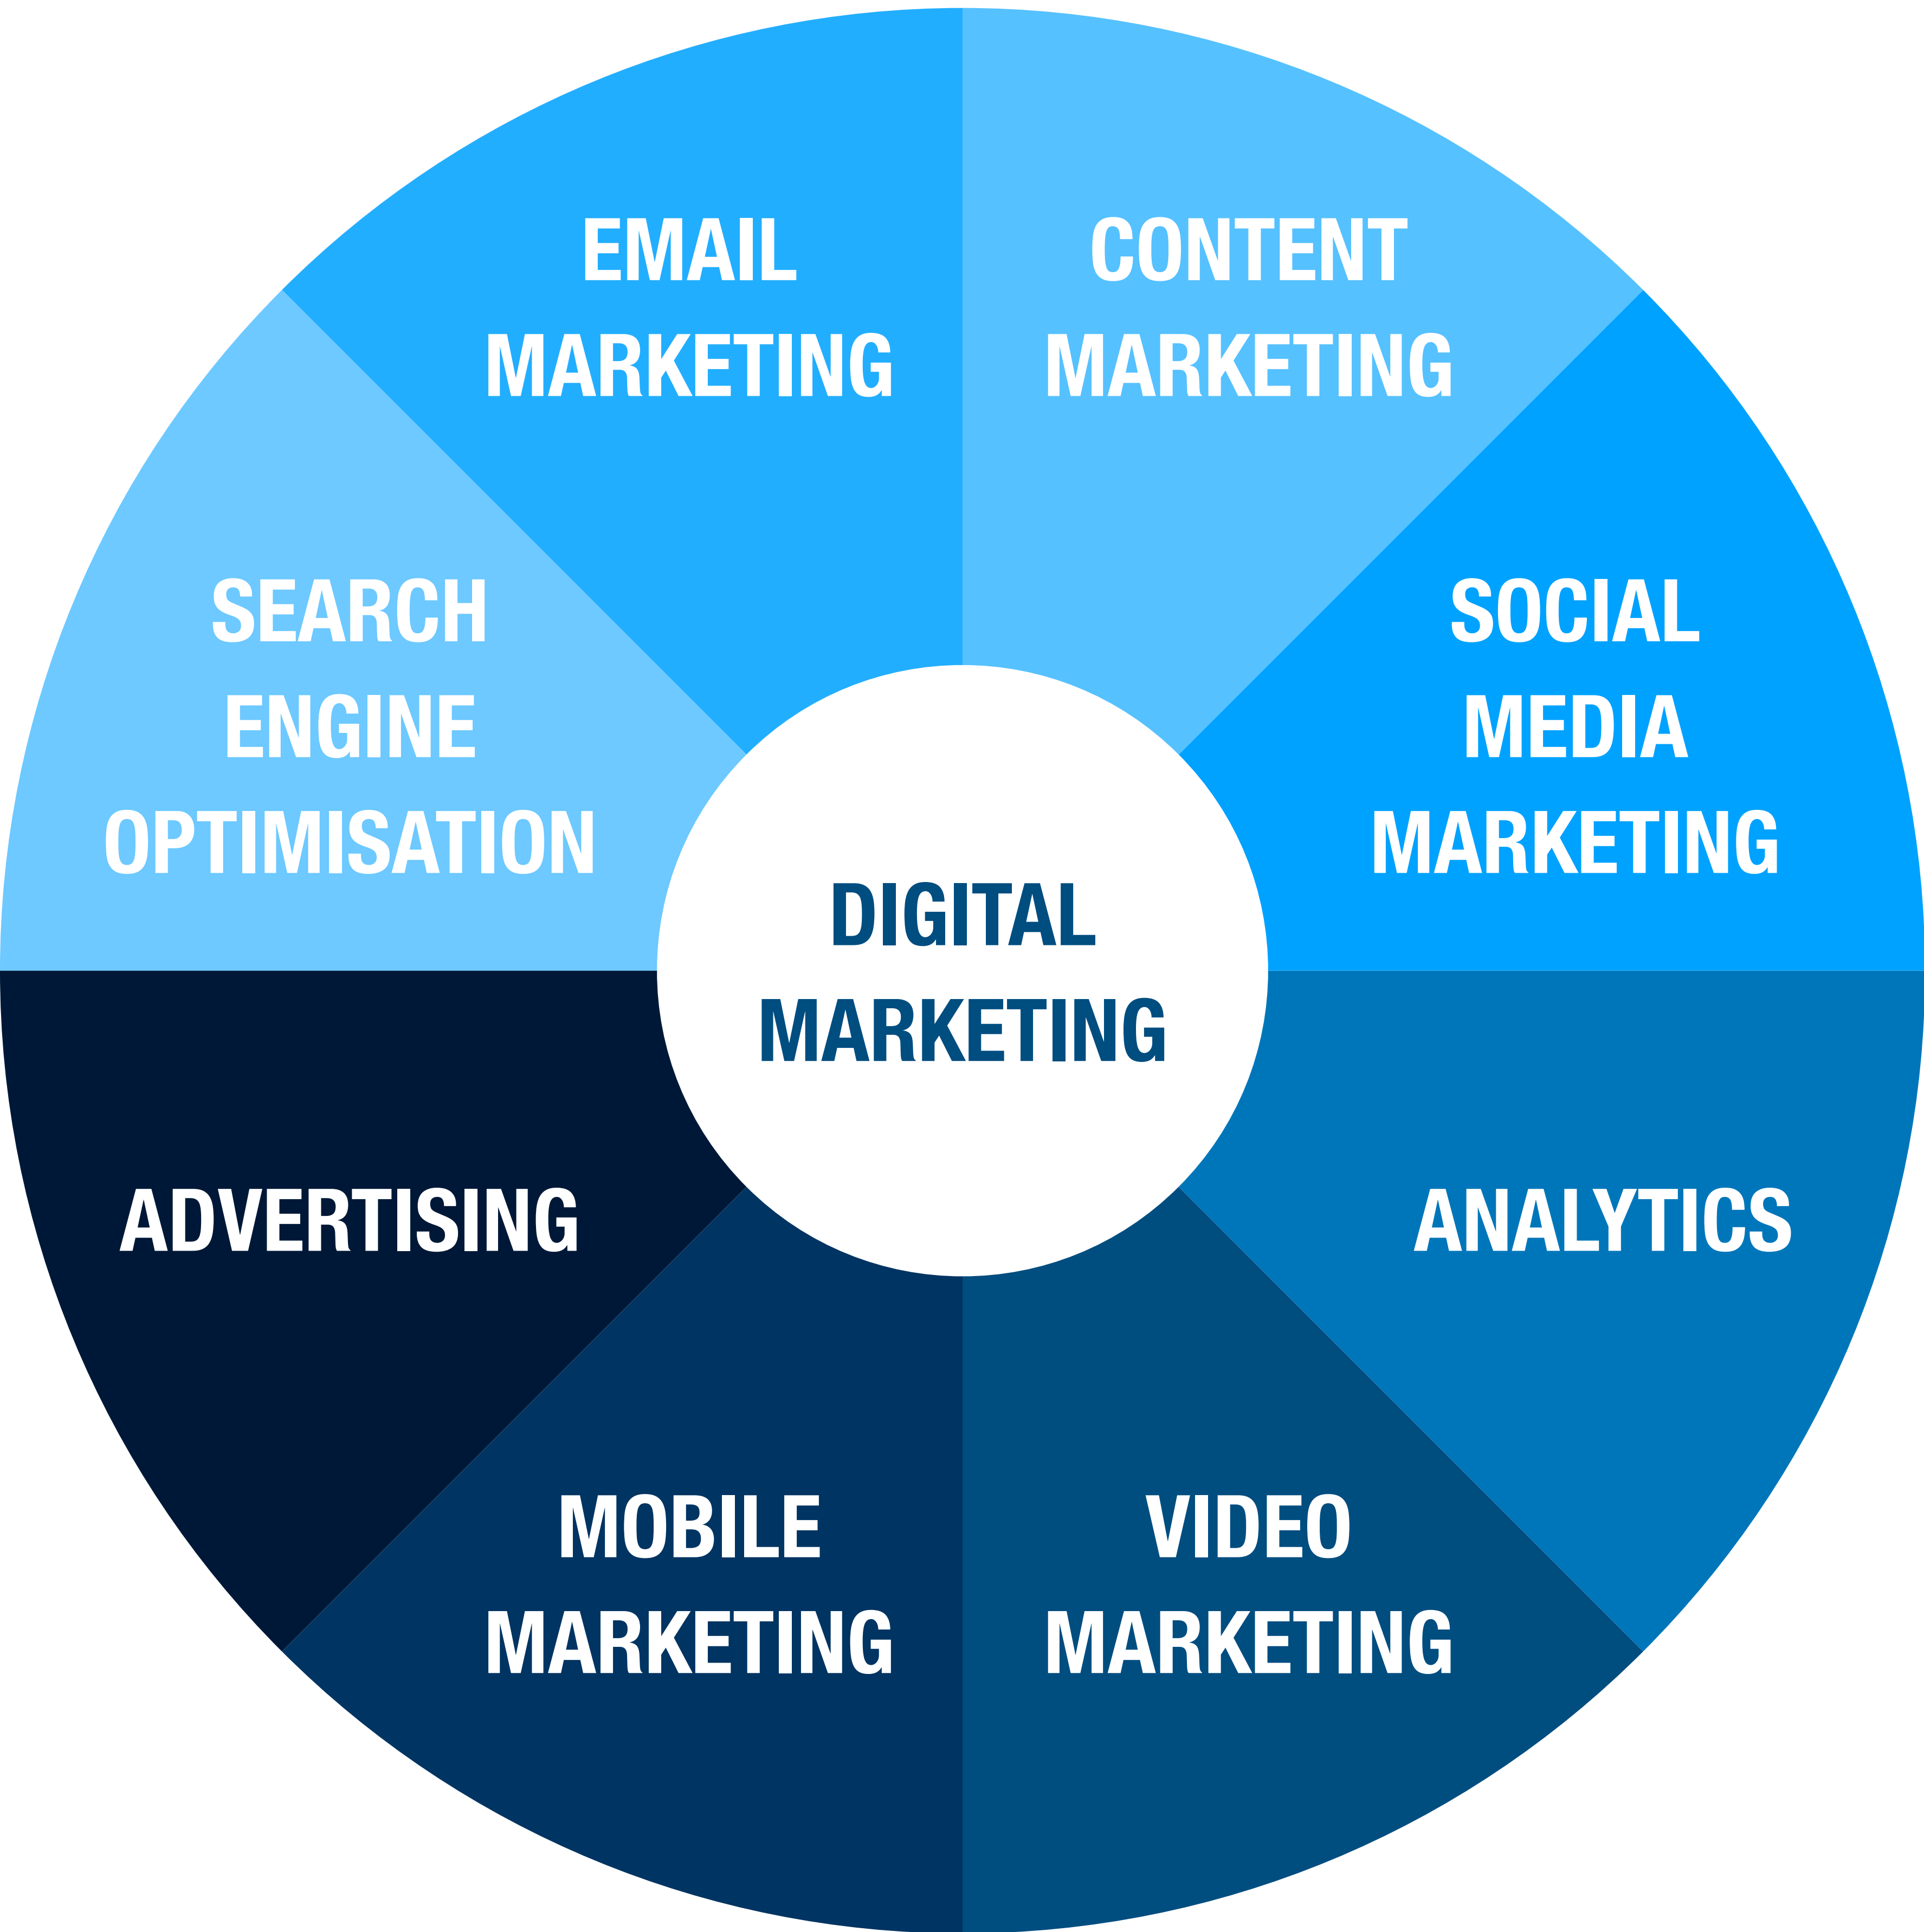 EMAIL
MARKETING
CONTENT
MARKETING
SEARCH
ENGINE
OPTIMISATION
SOCIAL
MEDIA
MARKETING
DIGITAL
MARKETING
ADVERTISING
ANALYTICS
MOBILE
MARKETING
VIDEO
MARKETING